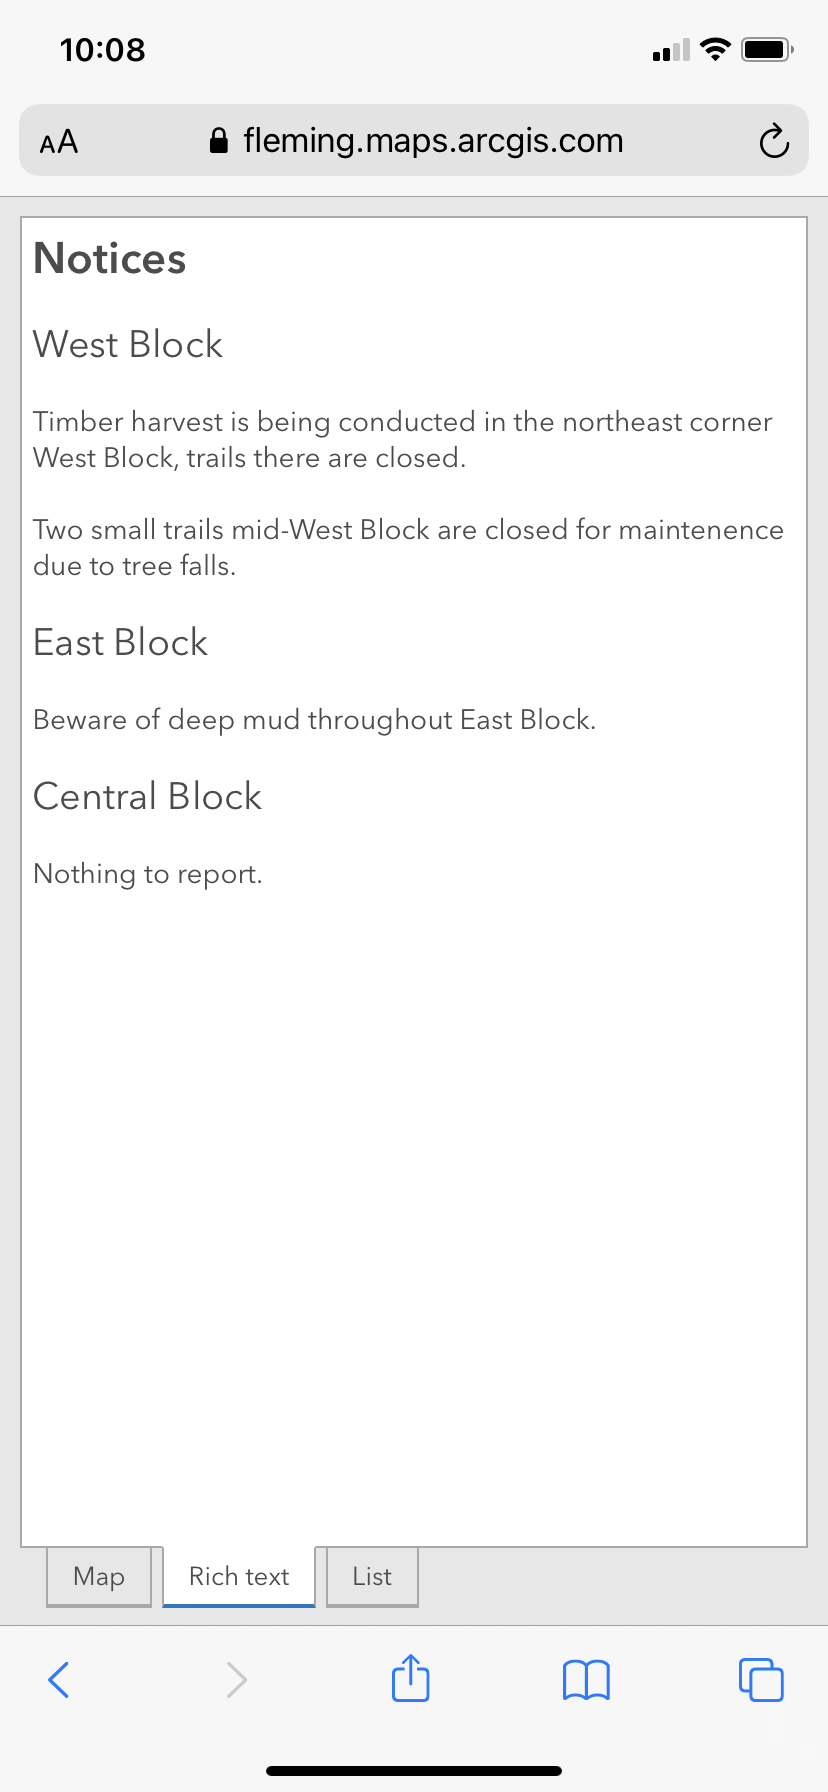 10:08
AA fleming.maps.arcgis.com
Notices
West Block
Timber harvest is being conducted in the northeast corner
West Block, trails there are closed.
Two small trails mid-West Block are closed for maintenence
due to tree falls.
East Block
Beware of deep mud throughout East Block.
Central Block
Nothing to report.
Map Rich text List